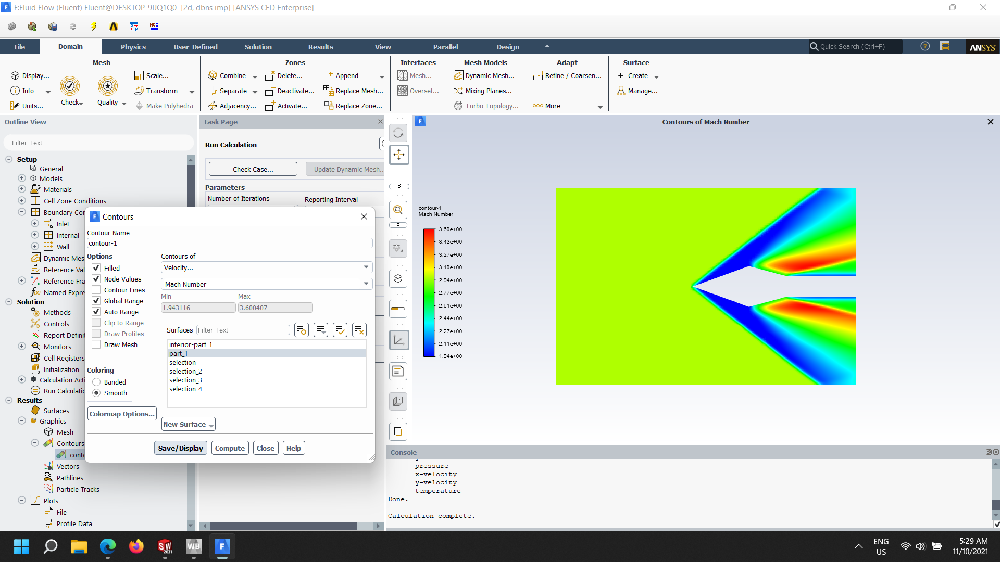 F:Fluid Flow (Fluent) Fluent@DESKTOP-9IJQ1Q0 [2d, dbns imp] [ANSYS CFD Enterprise]
File Domain Physics User-Defined Solution Results View Parallel Design
Quick Search (Ctrl+F)
ANSYS
Mesh
Display...
Info
Units...
Check
Quality
Scale...
Transform
Make Polyhedra
Zones
Combine
Separate
Adjacency...
Delete...
Deactivate...
Activate...
Append
Replace Mesh...
Replace Zone...
Interfaces
Mesh...
Overset...
Mesh Models
Dynamic Mesh...
Mixing Planes...
Turbo Topology...
Adapt
Refine / Coarsen...
More
Surface
Create
Manage...
Outline View
Filter Text
Setup
General
Models
Materials
Cell Zone Conditions
Boundary Cor
Inlet
Internal
Wall
Dynamic Mes
Reference Val
Reference Fra
Named Expre
Solution
Methods
Controls
Report Definit
Monitors
Cell Registers
Initialization
Calculation Acti
Run Calculatio
Results
Surfaces
Graphics
Mesh
Contours
conto
Vectors
Pathlines
Particle Tracks
Plots
File
Profile Data
Task Page
Run Calculation
Check Case...
Update Dynamic Mesh..
Parameters
Number of Iterations
Reporting Interval
Contours
Contour Name
contour-1
Options
Filled
Node Values
Contour Lines
Global Range
Auto Range
Clip to Range
Draw Profiles
Draw Mesh
Coloring
Banded
Smooth
Colormap Options...
Contours of
Velocity...
Mach Number
Min
Max
1.943116
3.600407
Surfaces
Filter Text
interior-part_1
part_1
selection
selection_2
selection_3
selection_4
New Surface
Save/Display
Compute
Close
Help
Contours of Mach Number
contour-1
Mach Number
3.60e+00
3.43e+00
3.27e+00
3.10e+00
2.94e+00
2.77e+00
2.61e+00
2.44e+00
2.27e+00
2.11e+00
1.94e+00
Console
pressure
x-velocity
y-velocity
temperature
Done.
Calculation complete.
SW
2021
WB
F
ENG
US
5:29 AM
11/10/2021